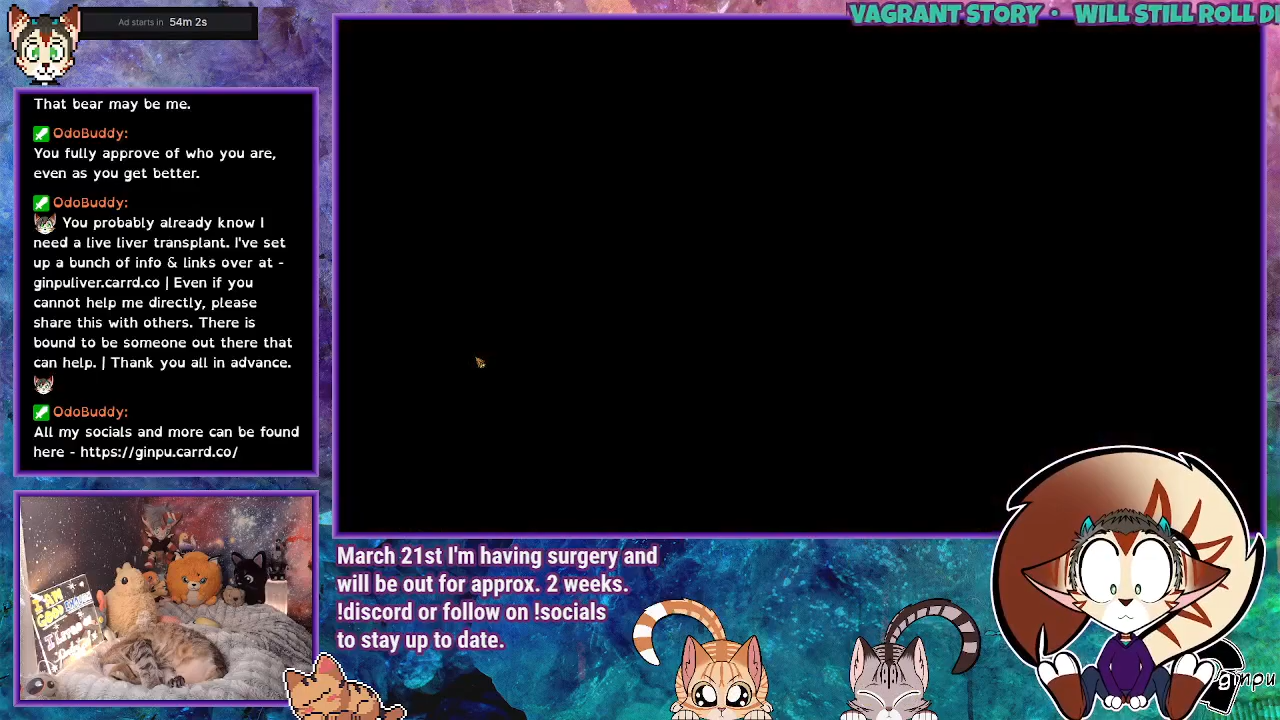 Ad starts in 54m 2s
VAGRANT STORY • WILL STILL ROLL
That bear may be me.
OdoBuddy:
You fully approve of who you are,
even as you get better.
OdoBuddy:
You probably already know I
need a live liver transplant. I've set
up a bunch of info & links over at -
ginpuliver.carrd.co | Even if you
cannot help me directly, please
share this with others. There is
bound to be someone out there that
can help. | Thank you all in advance.
OdoBuddy:
All my socials and more can be found
here - https://ginpu.carrd.co/
I AM
GOOD
March 21st I'm having surgery and
will be out for approx. 2 weeks.
!discord or follow on !socials
to stay up to date.
ginpu